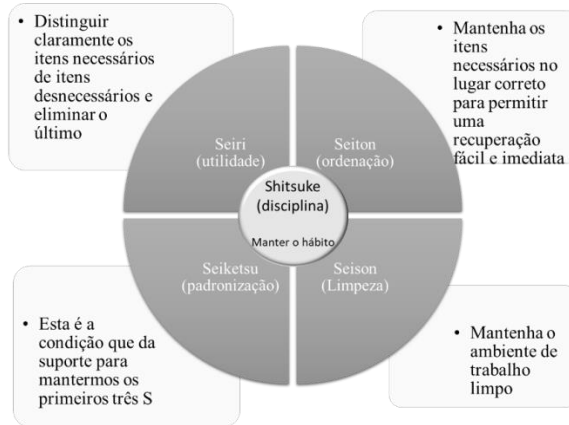 • Distinguir
claramente os
itens necessários
de itens
desnecessários e
eliminar o
último
• Mantenha os
itens
necessários no
lugar correto
para permitir
uma
recuperação
fácil e imediata
Seiri
(utilidade)
Seiton
(ordenação)
Shitsuke
(disciplina)
Manter o hábito
Seiketsu
(padronização)
Seison
(Limpeza)
• Esta é a
condição que da
suporte para
mantermos os
primeiros três S
• Mantenha o
ambiente de
trabalho
limpo